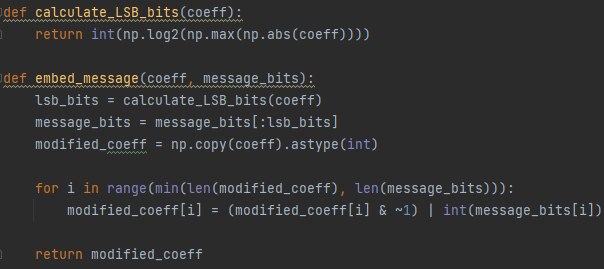 def calculate_LSB_bits(coeff):
    return int(np.log2(np.max(np.abs(coeff))))
def embed_message(coeff, message_bits):
    lsb_bits = calculate_LSB_bits(coeff)
    message_bits = message_bits[:lsb_bits]
    modified_coeff = np.copy(coeff).astype(int)
    for i in range(min(len(modified_coeff), len(message_bits))):
        modified_coeff[i] = (modified_coeff[i] & ~1) | int(message_bits[i])
    return modified_coeff